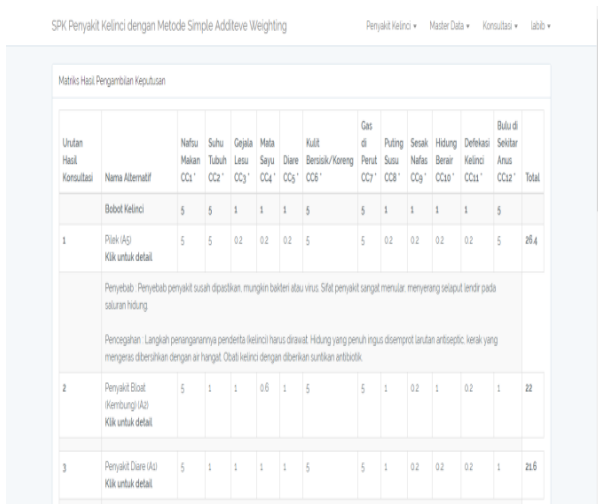 SPK Penyakit Kelinci dengan Metode Simple Additeve Weighting Penyakit Kelinci Master Data Konsultasi labib
Matriks Hasil Pengambilan Keputusan
Urutan Hasil Konsultasi Nama Alternatif Nafsu Makan CC1 * Suhu Tubuh CC2 * Gejala Lesu CC3 * Mata Sayu CC4 * Diare CC5 * Kulit Bersisik/Koreng CC6 * Gas di Perut CC7 * Puting Susu CC8 * Sesak Nafas CC9 * Hidung Berair CC10 * Defekasi Kelinci CC11 * Bulu di Sekitar Anus CC12 * Total
Bobot Kelinci 5 5 1 1 1 5 5 1 1 1 1 5
1 Pilek (A5) 5 5 0.2 0.2 0.2 5 5 0.2 0.2 0.2 0.2 5 26.4
Klik untuk detail
Penyebab : Penyebab penyakit susah dipastikan, mungkin bakteri atau virus. Sifat penyakit sangat menular, menyerang selaput lendir pada
saluran hidung.
Pencegahan : Langkah penanganannya penderita (kelinci) harus dirawat. Hidung yang penuh ingus disemprot larutan antiseptic, kerak yang
mengeras dibersihkan dengan air hangat. Obati kelinci dengan diberikan suntikan antibiotik.
2 Penyakit Bloat 5 1 1 0.6 1 5 5 1 0.2 1 0.2 1 22
(Kembung) (A2)
Klik untuk detail
3 Penyakit Diare (A1) 5 1 1 1 1 5 5 1 0.2 0.2 0.2 1 21.6
Klik untuk detail